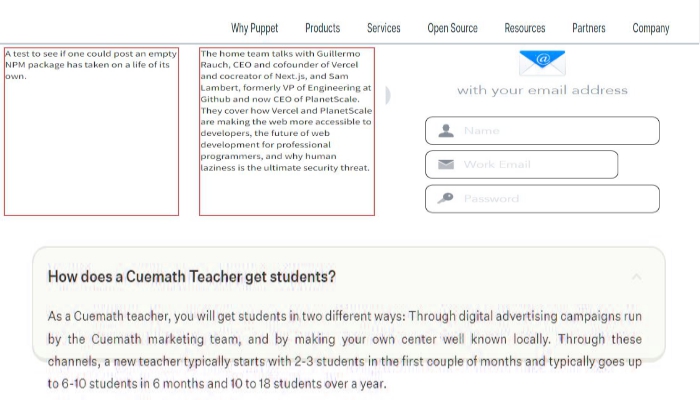 Why Puppet Products Services Open Source Resources Partners Company
A test to see if one could post an empty
NPM package has taken on a life of its
own.
The home team talks with Guillermo
Rauch, CEO and cofounder of Vercel
and cocreator of Next.js, and Sam
Lambert, formerly VP of Engineering at
Github and now CEO of PlanetScale.
They cover how Vercel and PlanetScale
are making the web more accessible to
developers, the future of web
development for professional
programmers, and why human
laziness is the ultimate security threat.
@
with your email address
Name
Work Email
Password
How does a Cuemath Teacher get students?
As a Cuemath teacher, you will get students in two different ways: Through digital advertising campaigns run
by the Cuemath marketing team, and by making your own center well known locally. Through these
channels, a new teacher typically starts with 2-3 students in the first couple of months and typically goes up
to 6-10 students in 6 months and 10 to 18 students over a year.